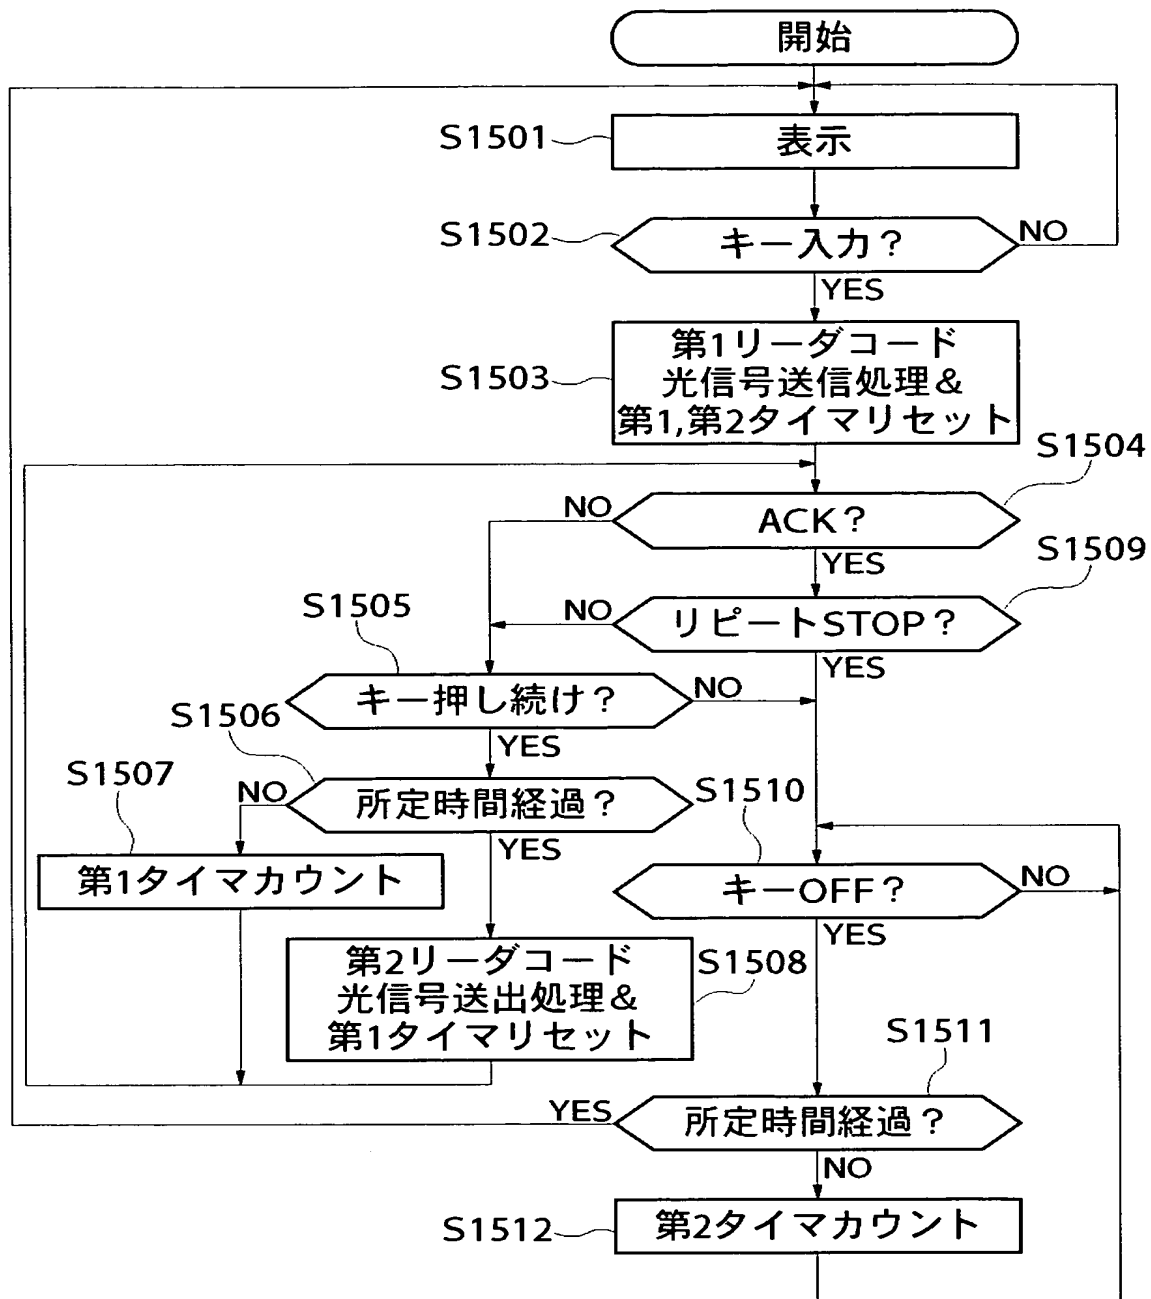 開始
S1501
表示
S1502
キー入力？
NO
YES
S1503
第1リーダコード
光信号送信処理＆
第1,第2タイマリセット
S1504
NO
ACK？
YES
S1509
NO
リピートSTOP？
YES
S1505
キー押し続け？
NO
YES
S1506
所定時間経過？
NO
YES
S1507
第1タイマカウント
S1510
キーOFF？
NO
YES
第2リーダコード
光信号送出処理＆
第1タイマリセット
S1508
S1511
YES
所定時間経過？
NO
S1512
第2タイマカウント